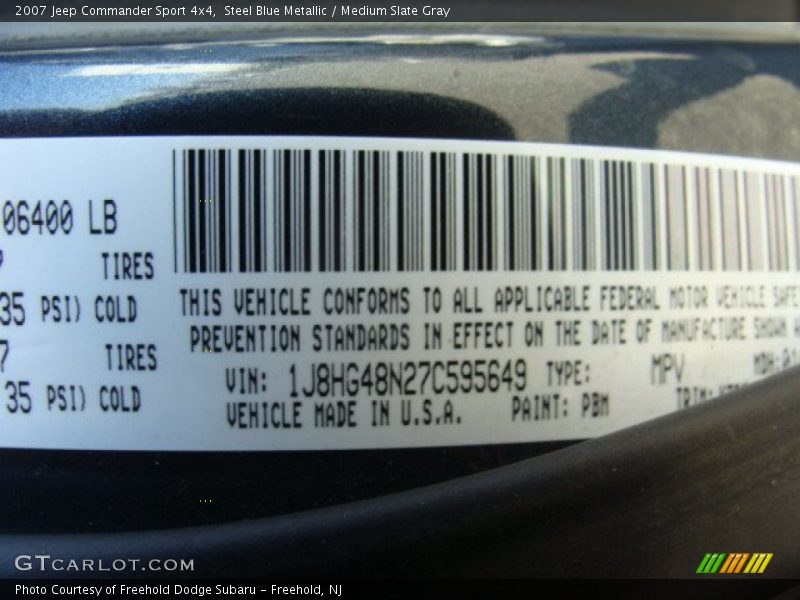 2007 Jeep Commander Sport 4x4,  Steel Blue Metallic / Medium Slate Gray
06400 LB
TIRES
35 PSI) COLD
THIS VEHICLE CONFORMS TO ALL APPLICABLE FEDERAL MOTOR VEHICLE
PREVENTION STANDARDS IN EFFECT ON THE DATE OF MANUFACTURE SHOWN
7 TIRES
VIN: 1J8HG48N27C595649 TYPE: MPV
35 PSI) COLD
VEHICLE MADE IN U.S.A. PAINT: PBM
GTCARLOT.COM
Photo Courtesy of Freehold Dodge Subaru - Freehold, NJ